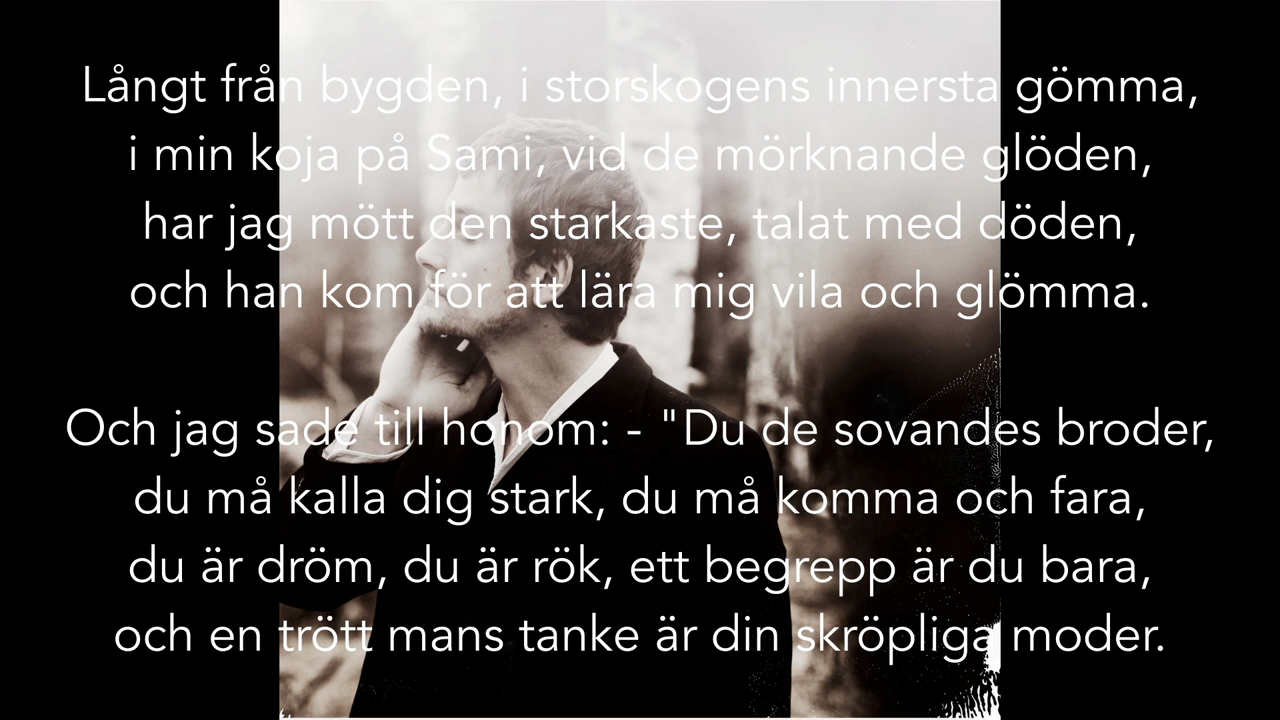 Långt från bygden, i storskogens innersta gömma,
i min koja på Sami, vid de mörknande glöden,
har jag mött den starkaste, talat med döden,
och han kom för att lära mig vila och glömma.
Och jag sade till honom: - "Du de sovandes broder,
du må kalla dig stark, du må komma och fara,
du är dröm, du är rök, ett begrepp är du bara,
och en trött mans tanke är din skröpliga moder.